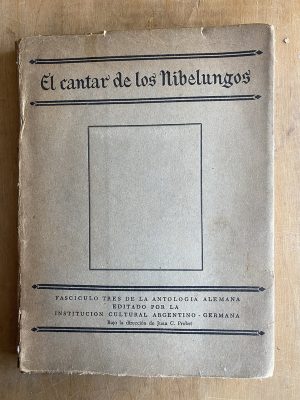 El cantar de los Nibelungos
FASCICULO TRES DE LA ANTOLOGIA ALEMANA
EDITADO POR LA
INSTITUCION CULTURAL ARGENTINO - GERMANA
Bajo la dirección de Juan C. Probst